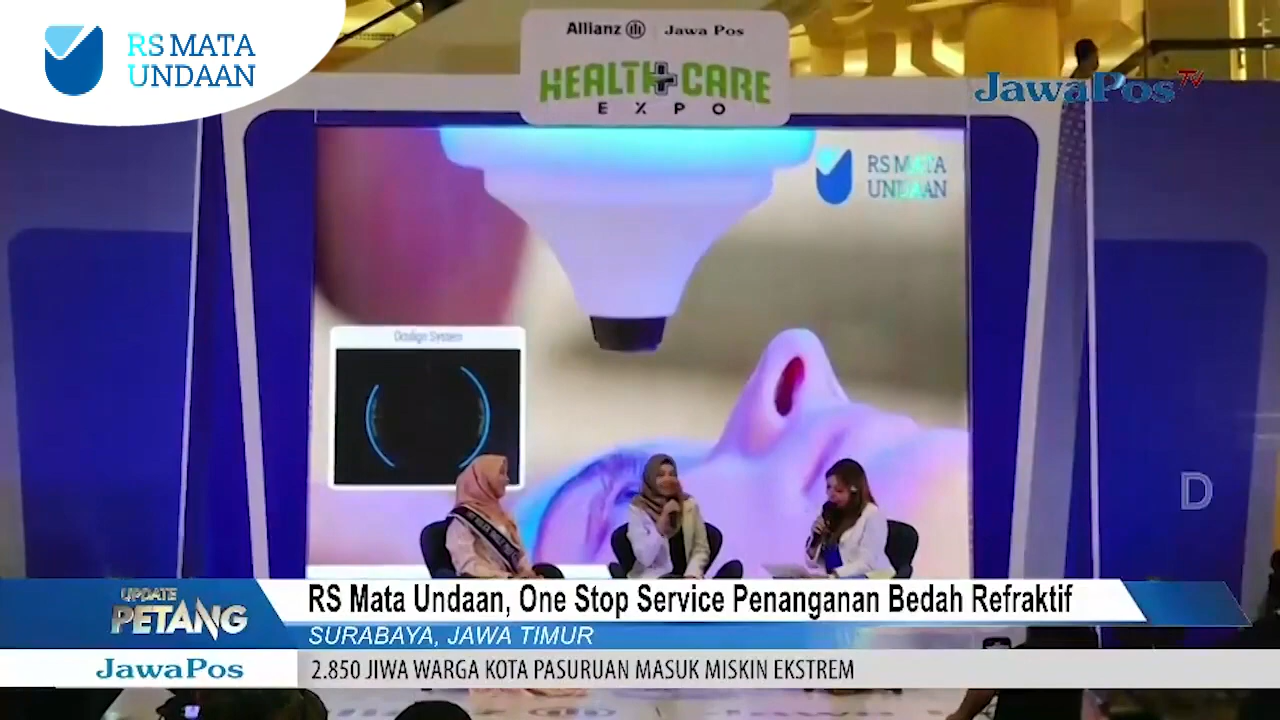 RS MATA
UNDAAN
Allianz
Jawa Pos
HEALTH CARE
EXPO
JawaPos TV
RS MATA
UNDAAN
Oculign System
D
UPDATE
PETANG
RS Mata Undaan, One Stop Service Penanganan Bedah Refraktif
SURABAYA, JAWA TIMUR
JawaPos
2.850 JIWA WARGA KOTA PASURUAN MASUK MISKIN EKSTREM